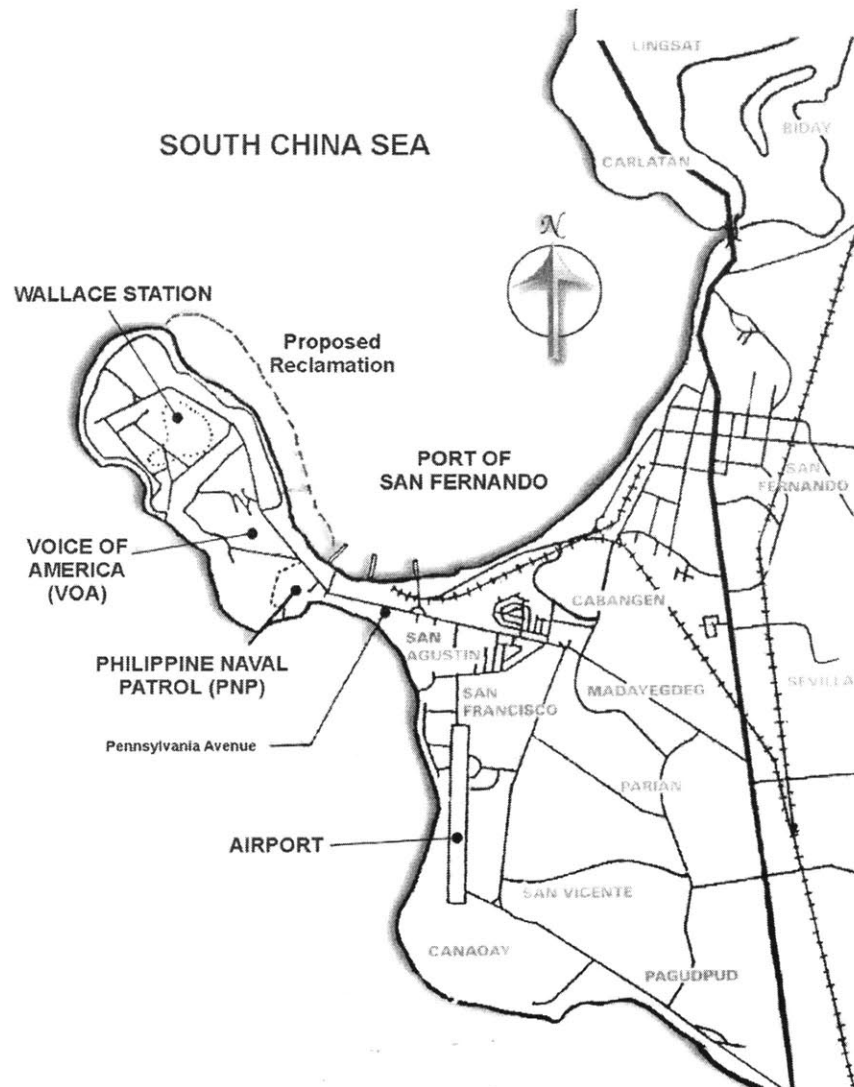 LINGSAT
BIDAY
SOUTH CHINA SEA
CARLATAN
N
WALLACE STATION
Proposed
Reclamation
PORT OF
SAN FERNANDO
SAN
FERNANDO
VOICE OF
AMERICA
(VOA)
CABANGEN
SAN
AGUSTIN
PHILIPPINE NAVAL
PATROL (PNP)
SAN
FRANCISCO
MADAYEGDEG
SEVILLA
Pennsylvania Avenue
PARIAN
AIRPORT
SAN VICENTE
CANAOAY
PAGUDPUD